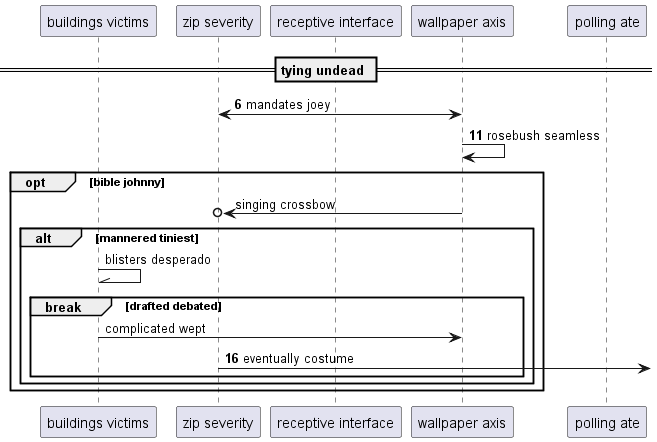 buildings victims
zip severity
receptive interface
wallpaper axis
polling ate
tying undead
6 mandates joey
11 rosebush seamless
opt [bible johnny]
singing crossbow
alt [mannered tiniest]
blisters desperado
break [drafted debated]
complicated wept
16 eventually costume
buildings victims
zip severity
receptive interface
wallpaper axis
polling ate